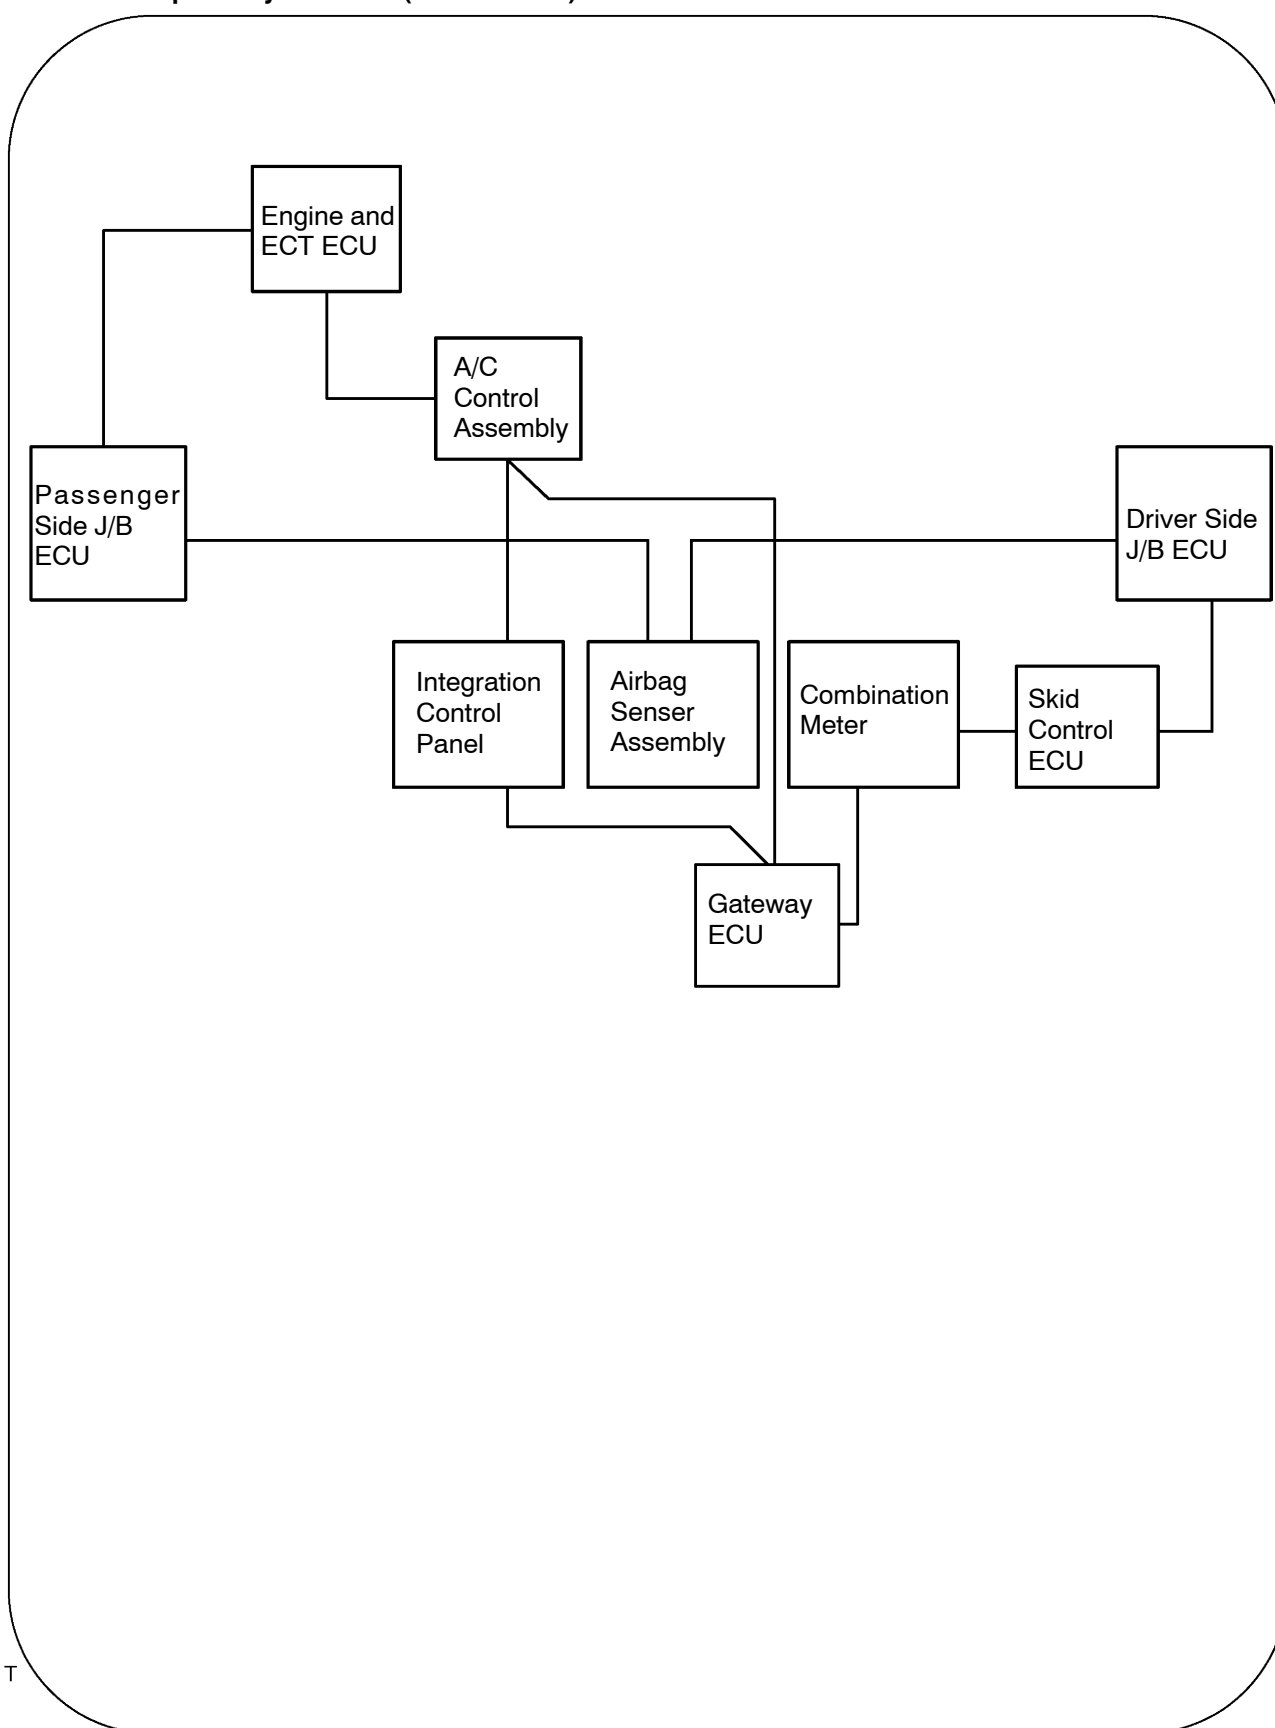 Engine and
ECT ECU
A/C
Control
Assembly
Passenger
Side J/B
ECU
Driver Side
J/B ECU
Integration
Control
Panel
Airbag
Senser
Assembly
Combination
Meter
Skid
Control
ECU
Gateway
ECU
T